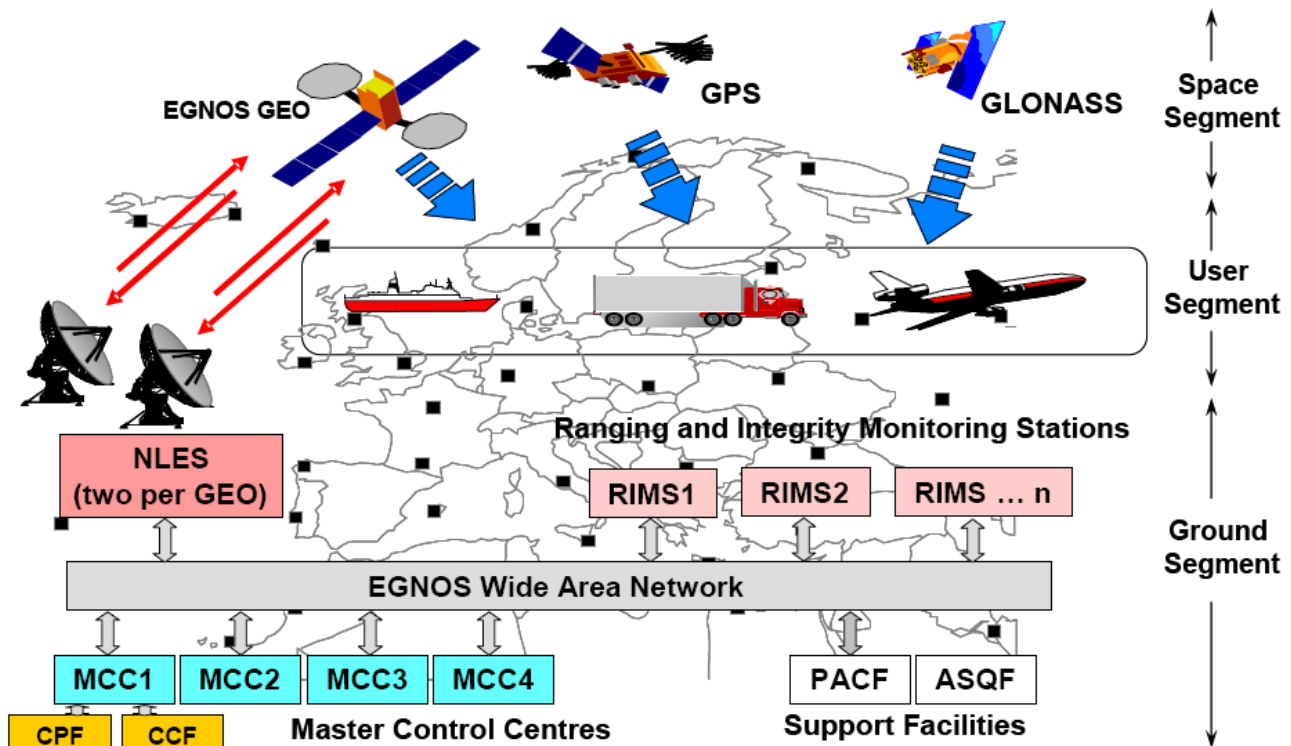 EGNOS GEO
GPS
GLONASS
Space
Segment
User
Segment
Ranging and Integrity Monitoring Stations
NLES
(two per GEO)
RIMS1
RIMS2
RIMS ... n
Ground
Segment
EGNOS Wide Area Network
MCC1
MCC2
MCC3
MCC4
PACF
ASQF
CPF
CCF
Master Control Centres
Support Facilities